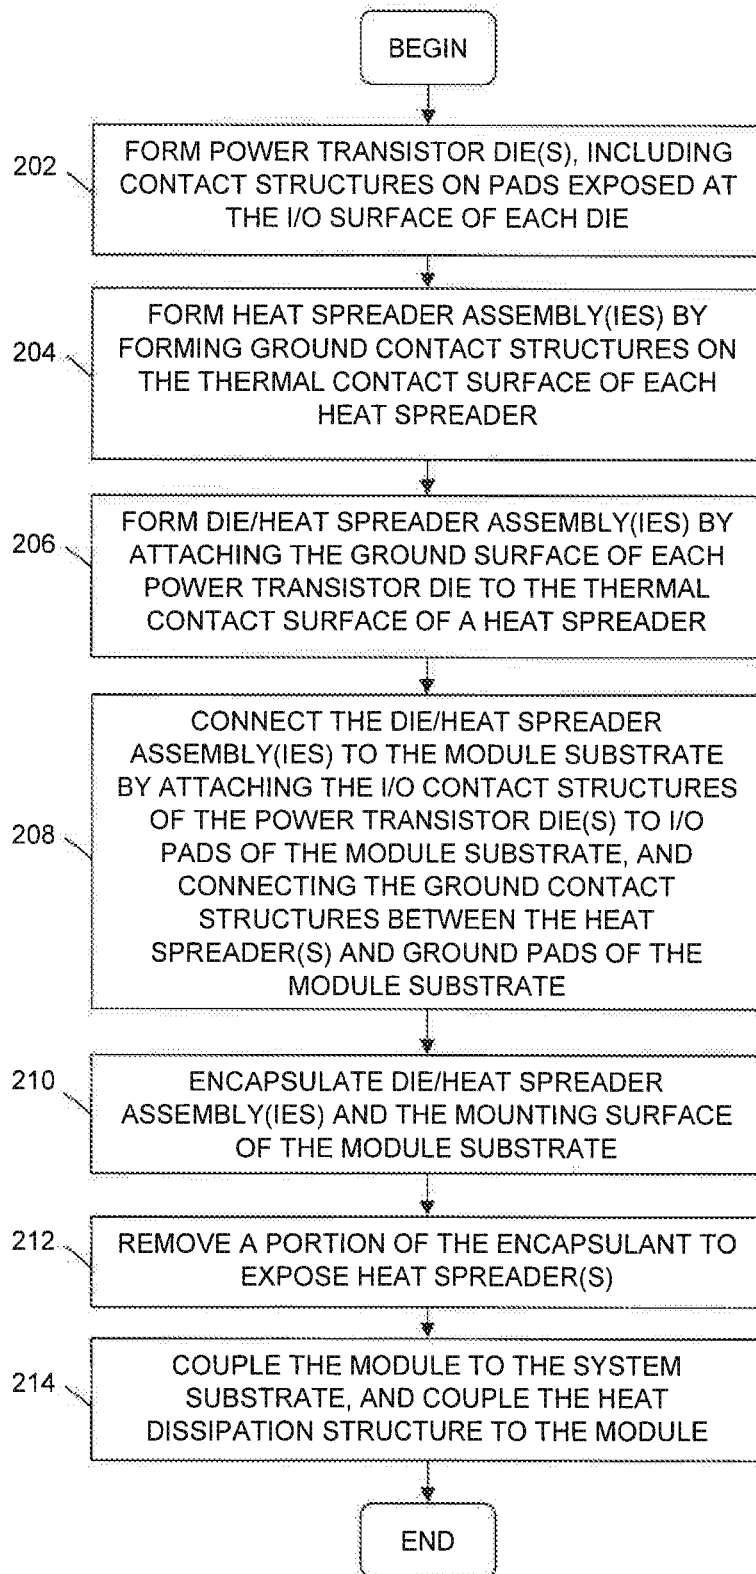 BEGIN
202
FORM POWER TRANSISTOR DIE(S), INCLUDING
CONTACT STRUCTURES ON PADS EXPOSED AT
THE I/O SURFACE OF EACH DIE
204
FORM HEAT SPREADER ASSEMBLY(IES) BY
FORMING GROUND CONTACT STRUCTURES ON
THE THERMAL CONTACT SURFACE OF EACH
HEAT SPREADER
206
FORM DIE/HEAT SPREADER ASSEMBLY(IES) BY
ATTACHING THE GROUND SURFACE OF EACH
POWER TRANSISTOR DIE TO THE THERMAL
CONTACT SURFACE OF A HEAT SPREADER
208
CONNECT THE DIE/HEAT SPREADER
ASSEMBLY(IES) TO THE MODULE SUBSTRATE
BY ATTACHING THE I/O CONTACT STRUCTURES
OF THE POWER TRANSISTOR DIE(S) TO I/O
PADS OF THE MODULE SUBSTRATE, AND
CONNECTING THE GROUND CONTACT
STRUCTURES BETWEEN THE HEAT
SPREADER(S) AND GROUND PADS OF THE
MODULE SUBSTRATE
210
ENCAPSULATE DIE/HEAT SPREADER
ASSEMBLY(IES) AND THE MOUNTING SURFACE
OF THE MODULE SUBSTRATE
212
REMOVE A PORTION OF THE ENCAPSULANT TO
EXPOSE HEAT SPREADER(S)
214
COUPLE THE MODULE TO THE SYSTEM
SUBSTRATE, AND COUPLE THE HEAT
DISSIPATION STRUCTURE TO THE MODULE
END